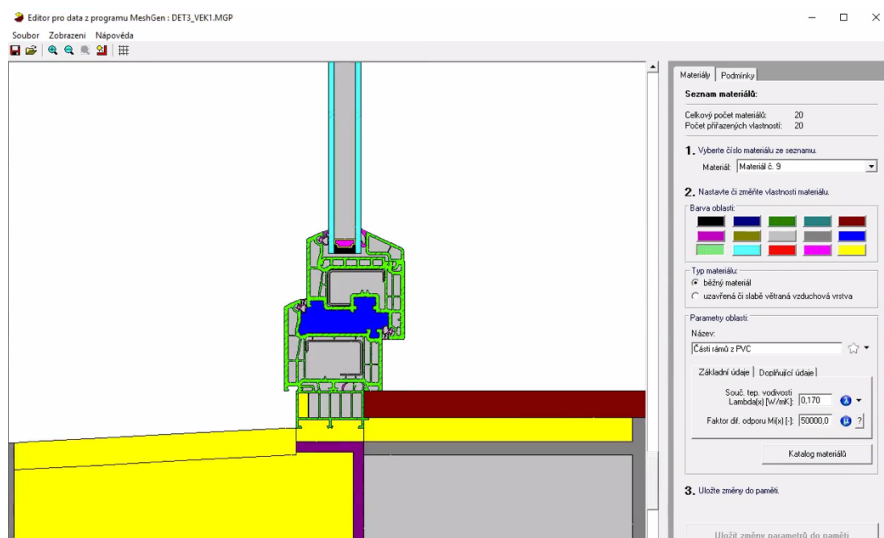 Editor pro data z programu MeshGen : DET3_VEK1.MGP
Soubor Zobrazeni Nápověda
Materiály Podmínky
Seznam materiálů:
Celkový počet materiálů: 20
Počet přiřazených vlastností: 20
1. Vyberte číslo materiálu ze seznamu.
Materiál: Materiál č. 9
2. Nastavte či změňte vlastnosti materiálu.
Barva oblasti:
Typ materiálu:
běžný materiál
uzavřená či slabě větraná vzduchová vrstva
Parametry oblasti:
Název:
Části rámů z PVC
Základní údaje Doplňující údaje
Souč. tep. vodivosti
Lambda(x) [W/mK]: 0,170 λ
Faktor dif. odporu Mi(x) [-]: 50000,0 μ ?
Katalog materiálů
3. Uložte změny do paměti.
Uložit změny parametrů do paměti